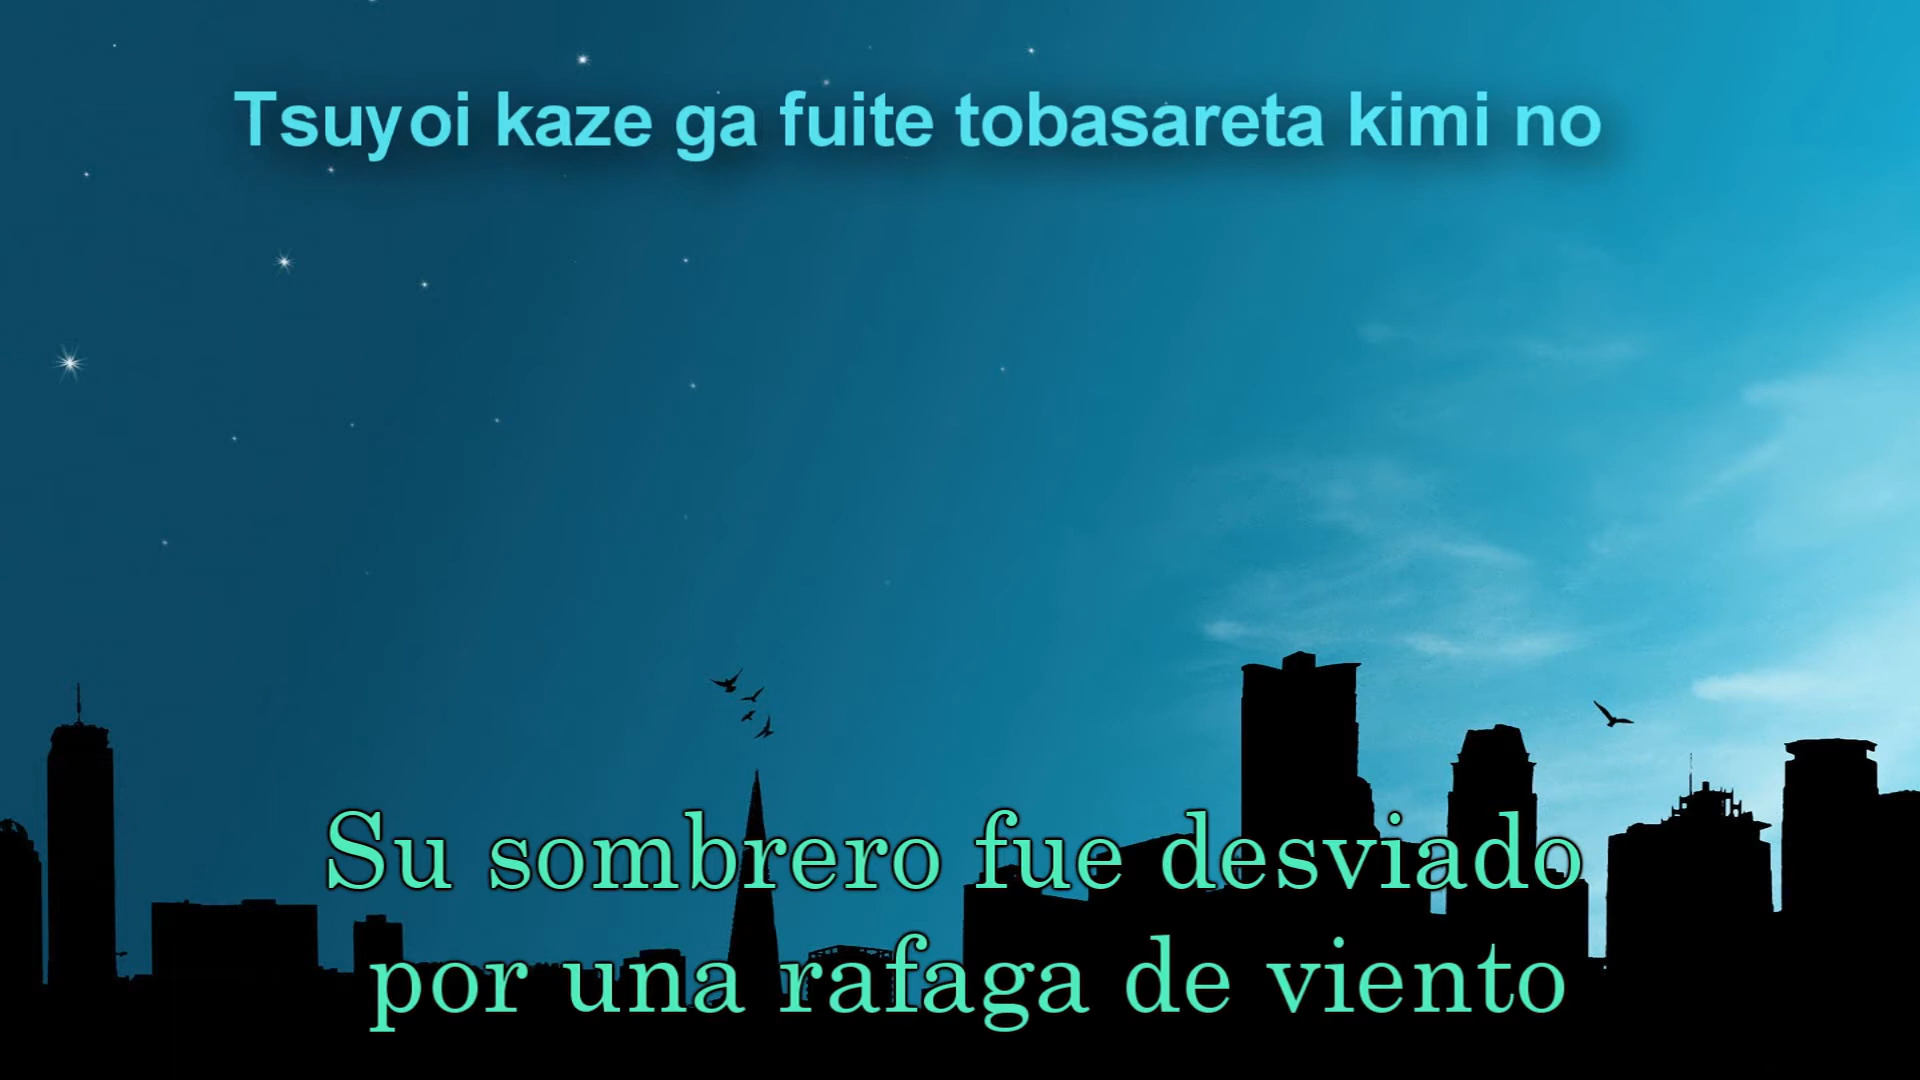 Tsuyoi kaze ga fuite tobasareta kimi no
Su sombrero fue desviado
por una rafaga de viento